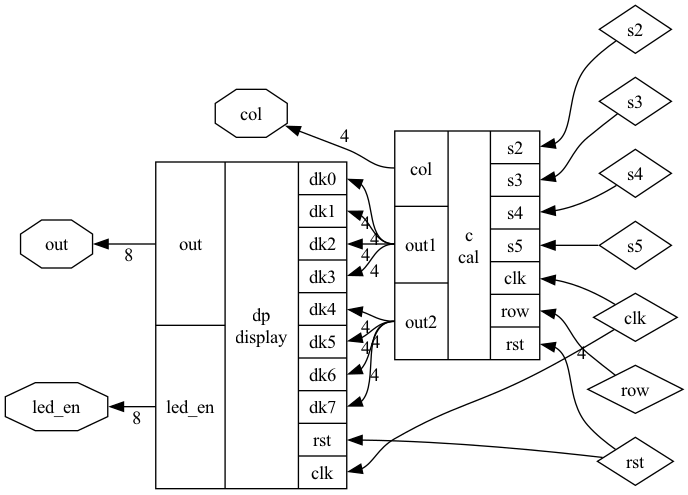 s2
s3
col
4
s4
out
8
s5
clk
row
rst
led_en
8
out
led_en
dp
display
dk0
dk1
dk2
dk3
dk4
dk5
dk6
dk7
rst
clk
4
4
4
4
4
4
4
4
col
out1
out2
c
cal
s2
s3
s4
s5
clk
row
rst
4